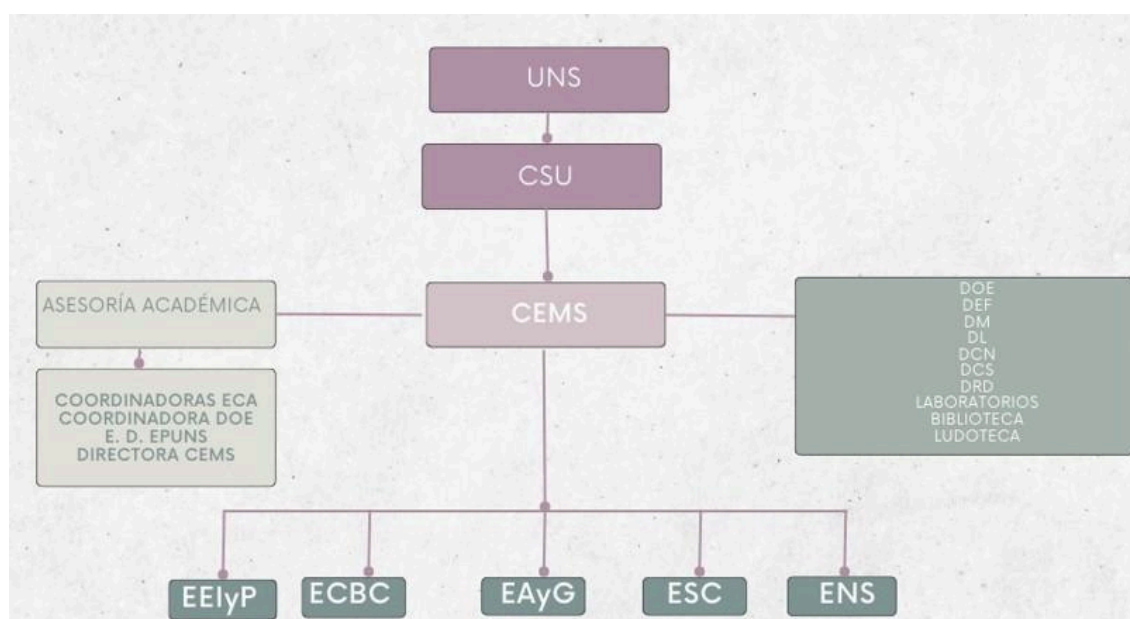 UNS
CSU
CEMS
ASESORÍA ACADÉMICA
COORDINADORAS ECA
COORDINADORA DOE
E. D. EPUNS
DIRECTORA CEMS
DOE
DEF
DM
DL
DCN
DCS
DRD
LABORATORIOS
BIBLIOTECA
LUDOTECA
EEIyP
ECBC
EAyG
ESC
ENS